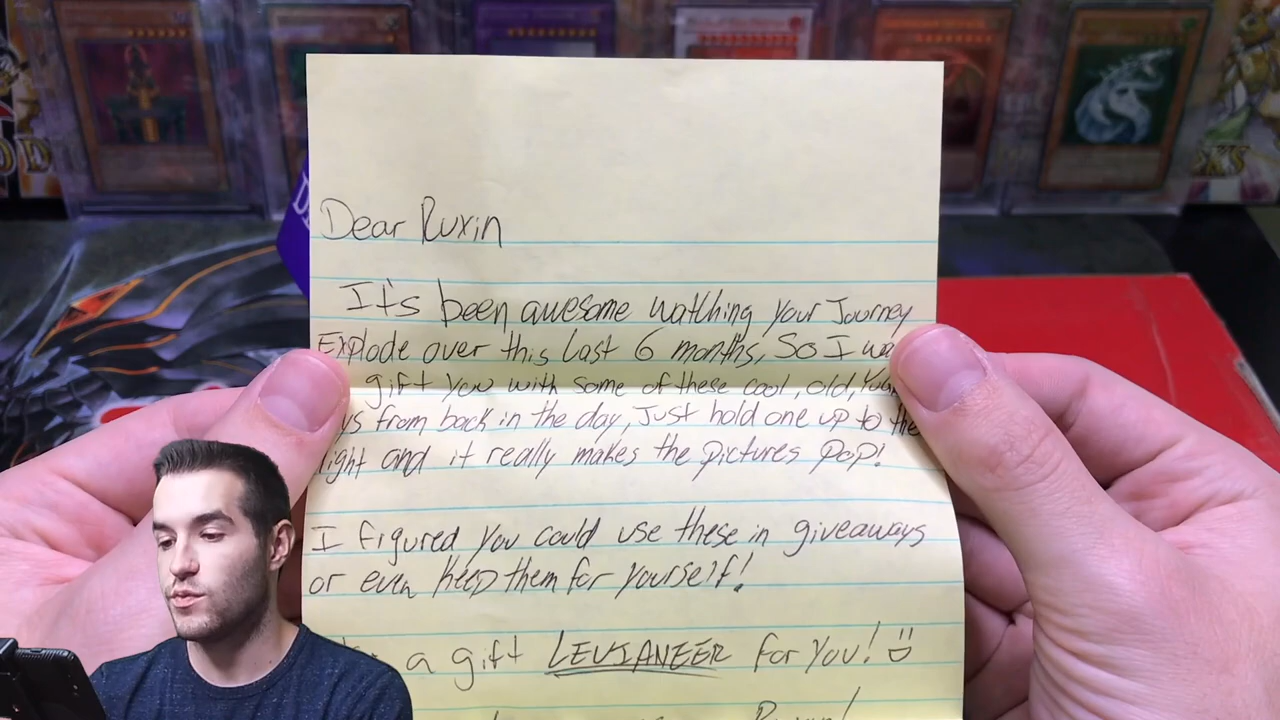 Dear Ruxin
It's been awesome watching your Journey
Explode over this last 6 months, So I
gift you with some of these cool, old,
from back in the day, Just hold one up to the
light and it really makes the pictures pop!
I figured you could use these in giveaways
or even keep them for yourself!
a gift LEVIANEER for you! :)
Ruxin!